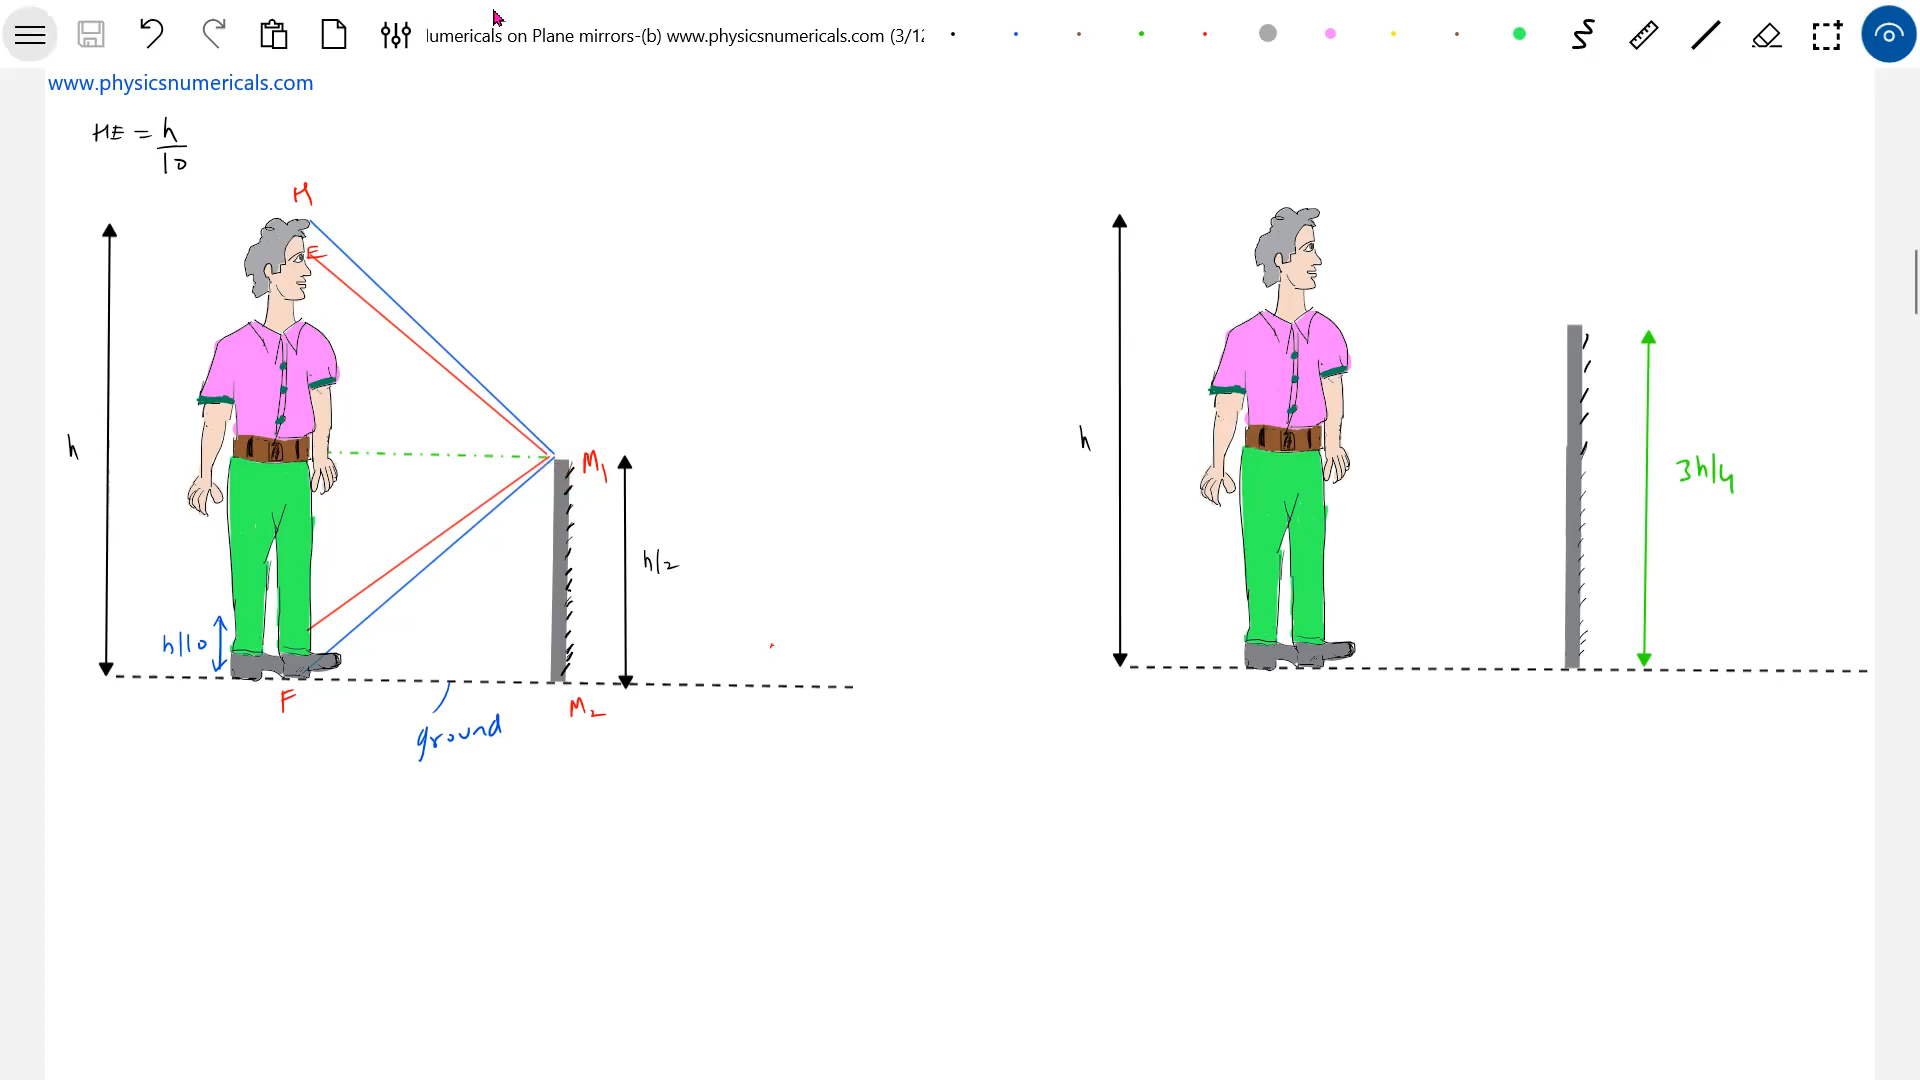 lumericals on Plane mirrors-(b) www.physicsnumericals.com (3/12
www.physicsnumericals.com
HE = h/10
H
E
h
M1
h/2
h/10
F
M2
ground
h
3h/4